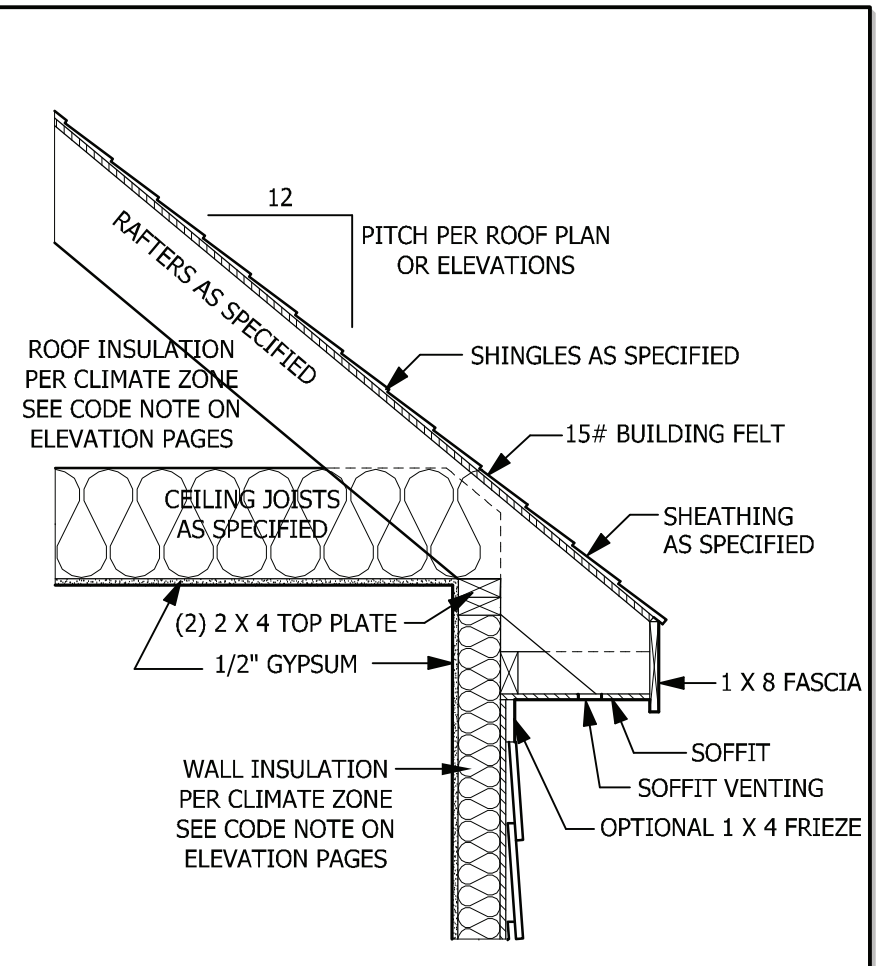 12
PITCH PER ROOF PLAN
OR ELEVATIONS
RAFTERS AS SPECIFIED
ROOF INSULATION
PER CLIMATE ZONE
SEE CODE NOTE ON
ELEVATION PAGES
SHINGLES AS SPECIFIED
15# BUILDING FELT
CEILING JOISTS
AS SPECIFIED
SHEATHING
AS SPECIFIED
(2) 2 X 4 TOP PLATE
1/2" GYPSUM
1 X 8 FASCIA
SOFFIT
SOFFIT VENTING
OPTIONAL 1 X 4 FRIEZE
WALL INSULATION
PER CLIMATE ZONE
SEE CODE NOTE ON
ELEVATION PAGES